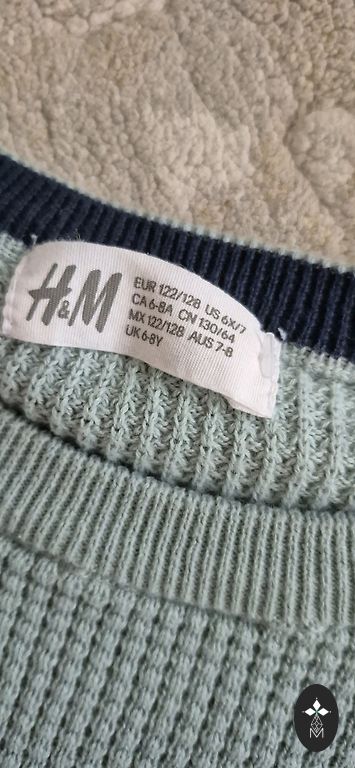 H&M
EUR 122/128 US 6X/7
CA 6-8A CN 130/64
MX 122/128 AUS 7-8
UK 6-8Y
M